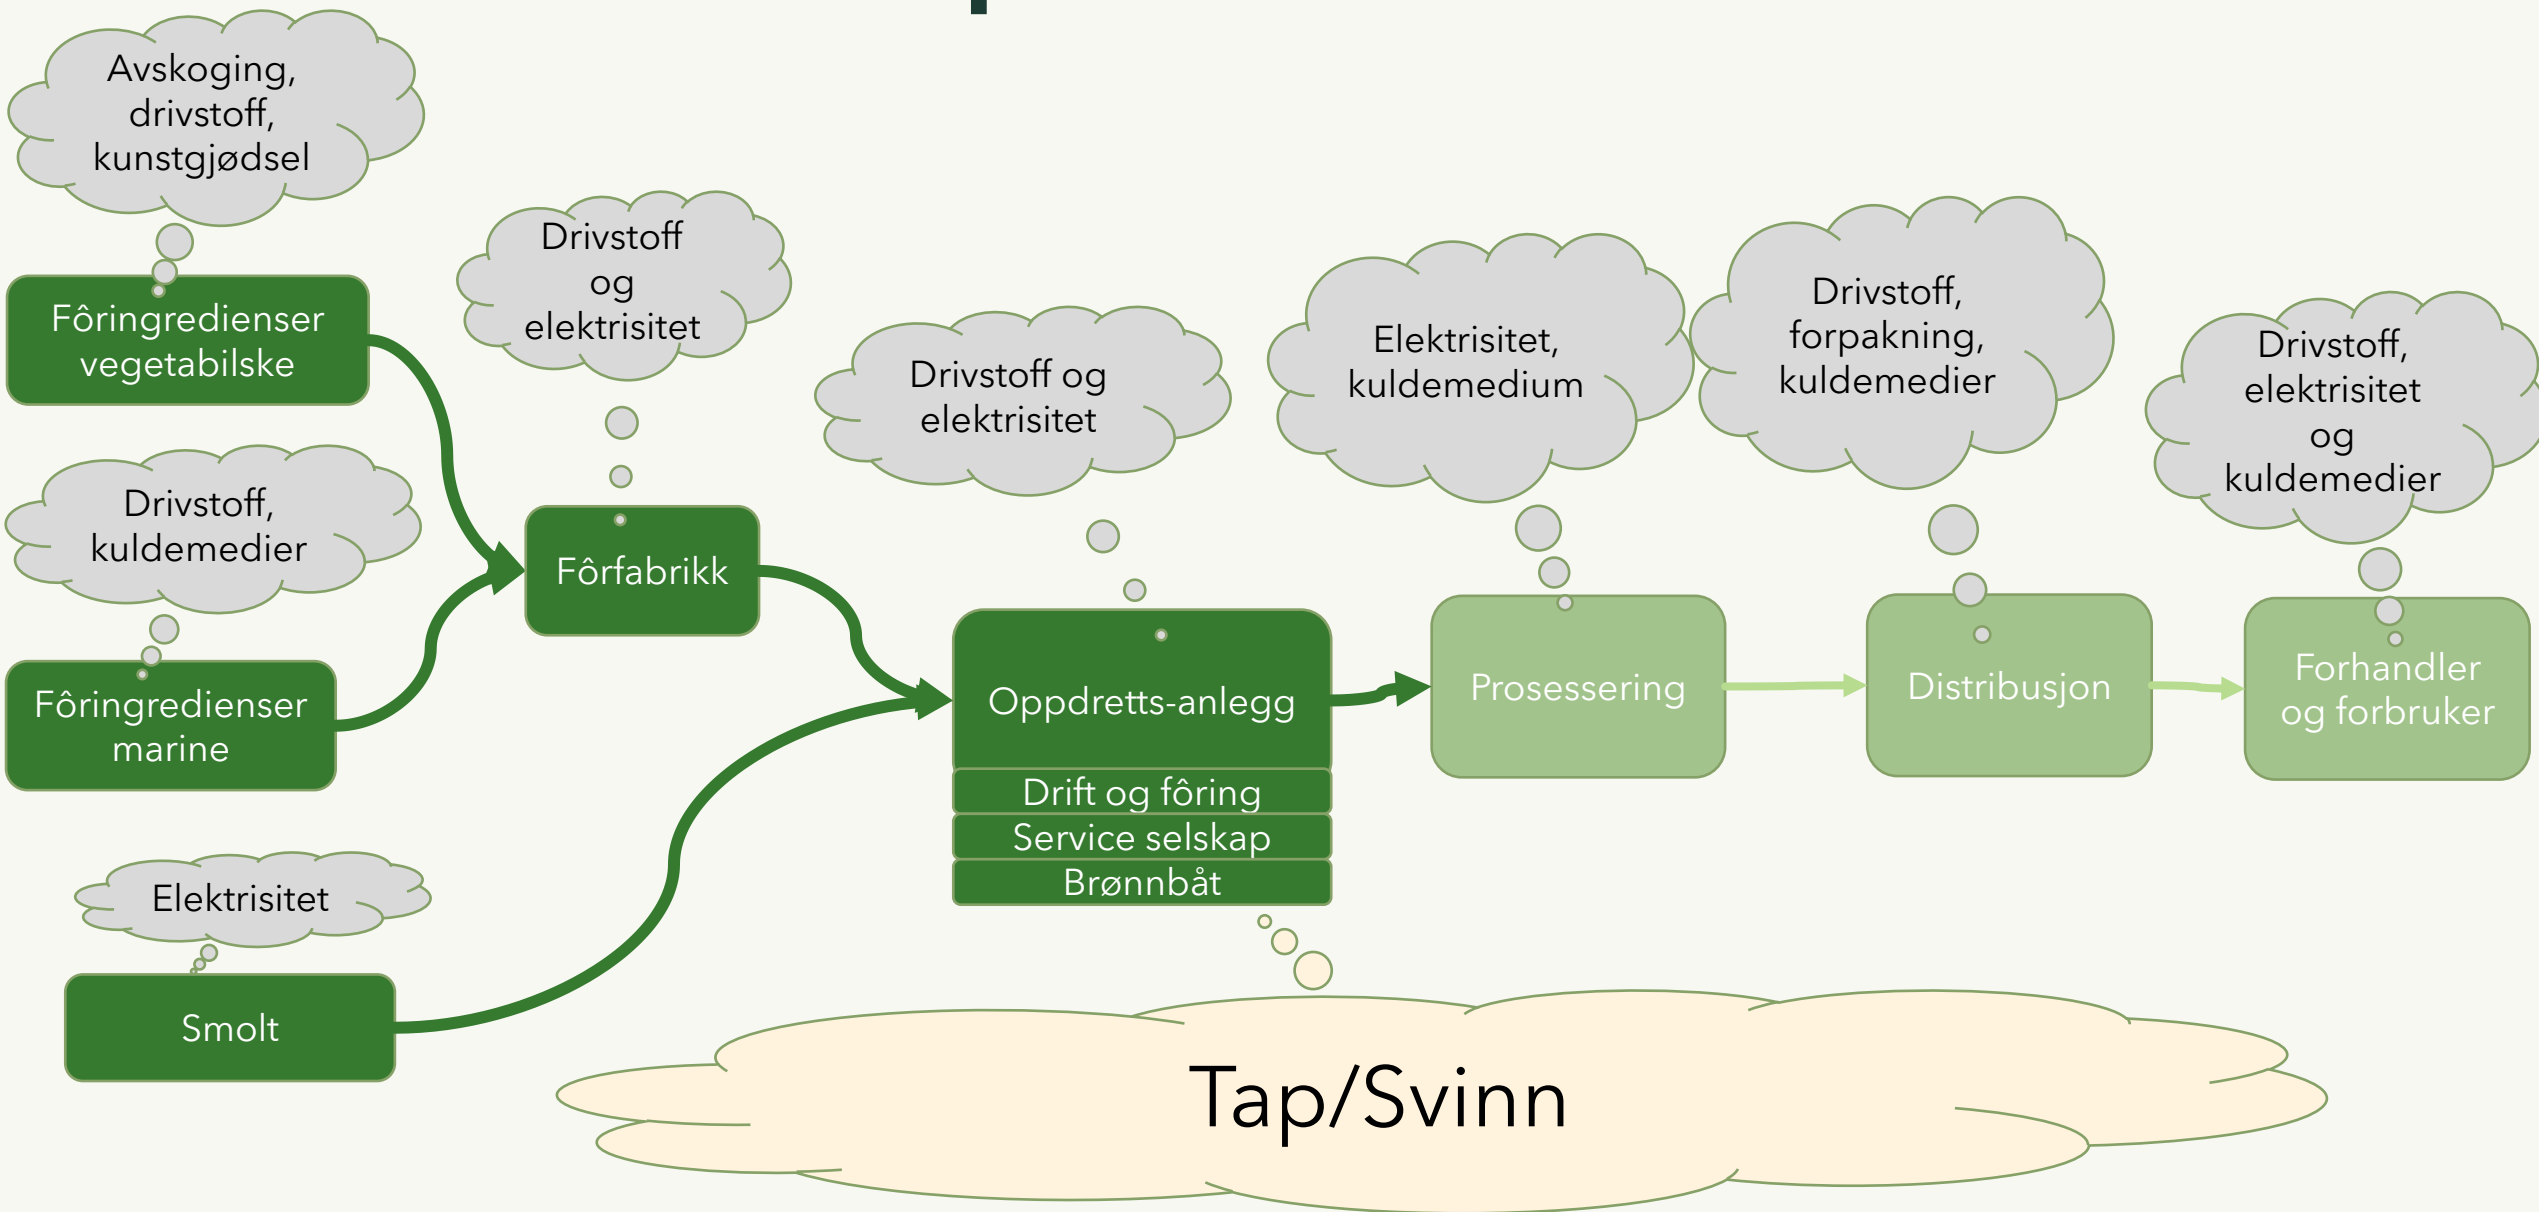 Avskoging,
drivstoff,
kunstgjødsel
Fôringredienser
vegetabilske
Drivstoff,
kuldemedier
Fôringredienser
marine
Elektrisitet
Smolt
Drivstoff
og
elektrisitet
Fôrfabrikk
Drivstoff og
elektrisitet
Oppdretts-anlegg
Drift og fôring
Service selskap
Brønnbåt
Elektrisitet,
kuldemedium
Prosessering
Drivstoff,
forpakning,
kuldemedier
Distribusjon
Drivstoff,
elektrisitet
og
kuldemedier
Forhandler
og forbruker
Tap/Svinn